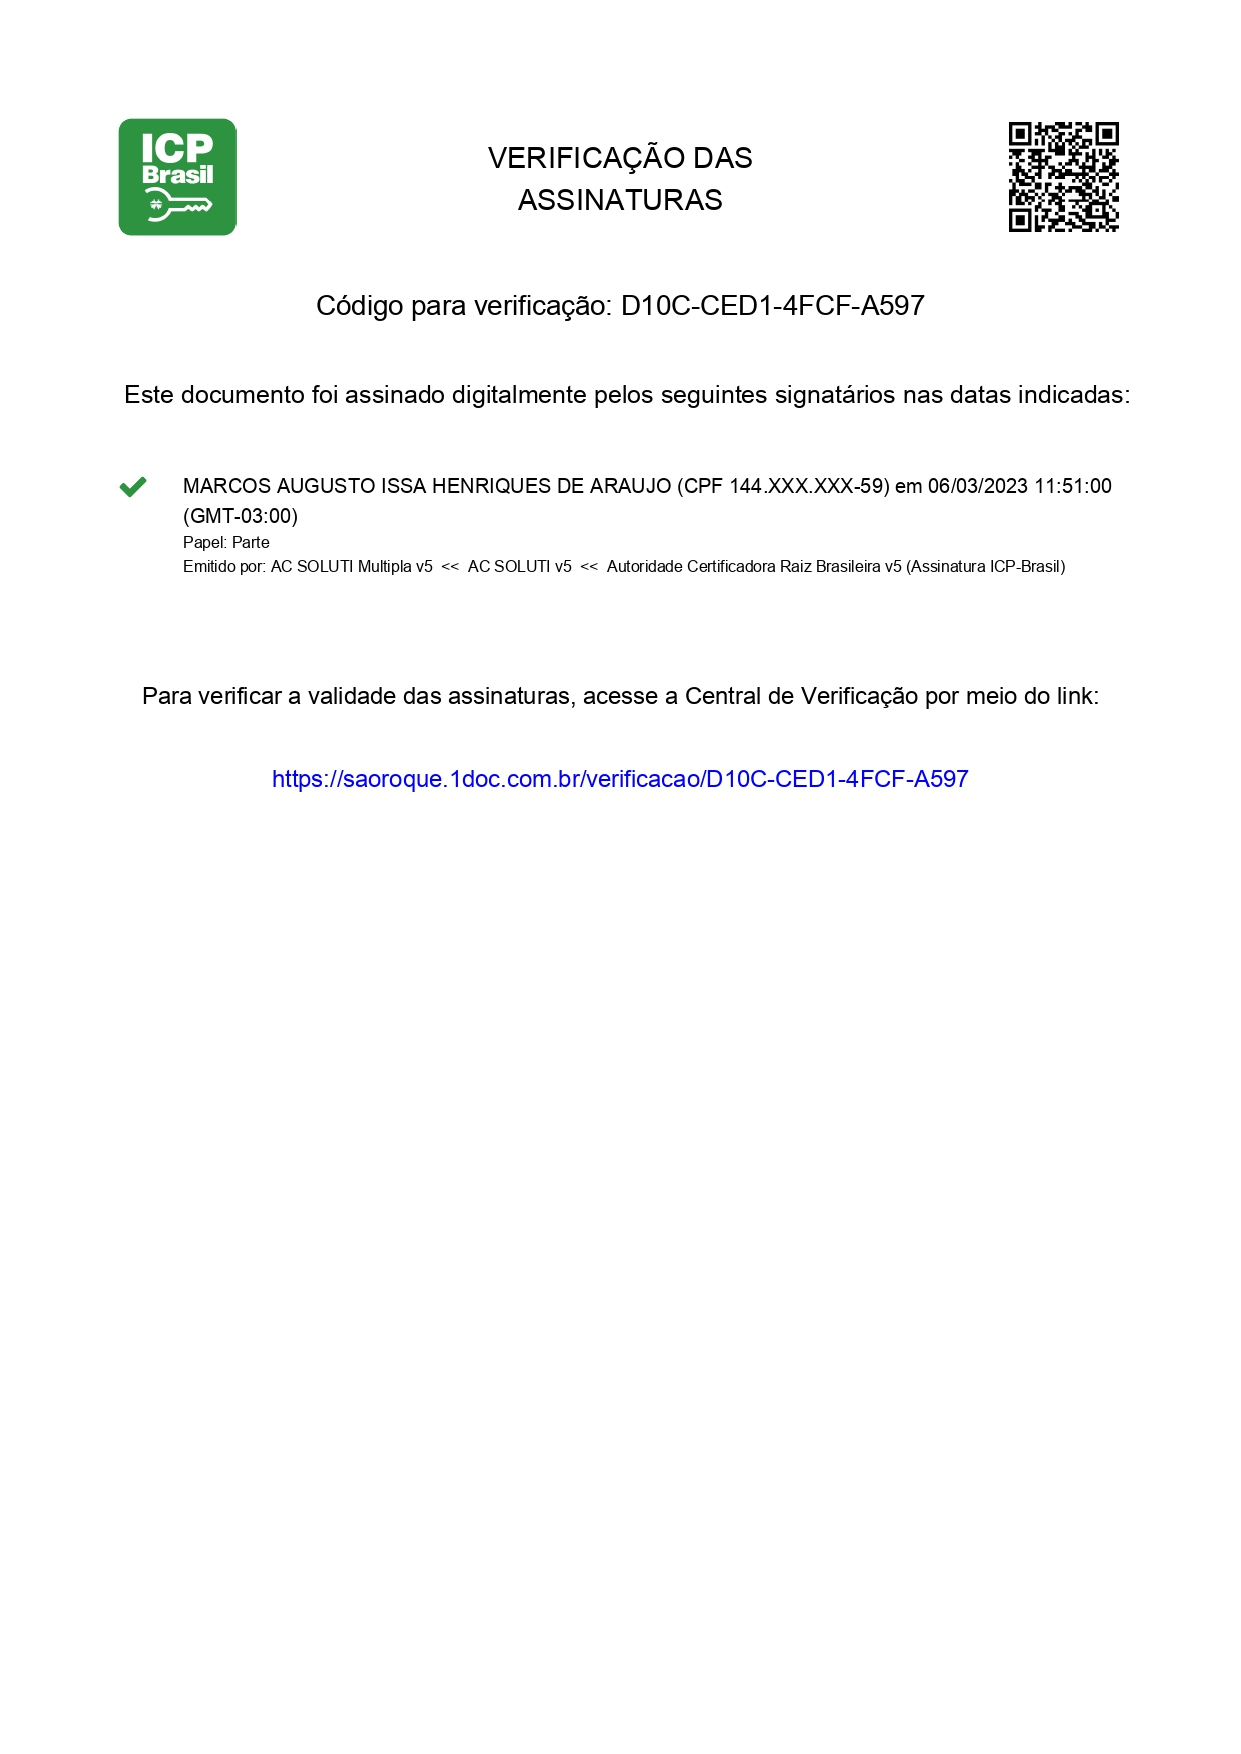 ICP
Brasil
VERIFICAÇÃO DAS
ASSINATURAS
Código para verificação: D10C-CED1-4FCF-A597
Este documento foi assinado digitalmente pelos seguintes signatários nas datas indicadas:
MARCOS AUGUSTO ISSA HENRIQUES DE ARAUJO (CPF 144.XXX.XXX-59) em 06/03/2023 11:51:00
(GMT-03:00)
Papel: Parte
Emitido por: AC SOLUTI Multipla v5 << AC SOLUTI v5 << Autoridade Certificadora Raiz Brasileira v5 (Assinatura ICP-Brasil)
Para verificar a validade das assinaturas, acesse a Central de Verificação por meio do link:
https://saoroque.1doc.com.br/verificacao/D10C-CED1-4FCF-A597